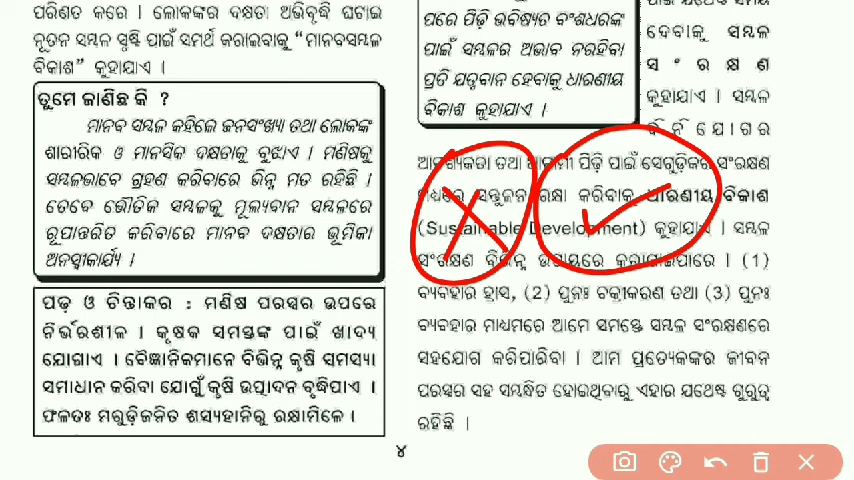 ପରିଣତ କରେ । ଲୋକଙ୍କର ଦକ୍ଷତା ଅଭିବୃଦ୍ଧି ଘଟାଇ
ନୂତନ ସମ୍ବଳ ସୃଷ୍ଟି ପାଇଁ ସମର୍ଥ କରାଇବାକୁ “ମାନବସମ୍ବଳ
ବିକାଶ” କୁହାଯାଏ ।
ତୁମେ ଜାଣିଛ କି ?
ମାନବ ସମ୍ବଳ କହିଲେ ଜନସଂଖ୍ୟା ତଥା ଲୋକଙ୍କ
ଶାରୀରିକ ଓ ମାନସିକ ଦକ୍ଷତାକୁ ବୁଝାଏ । ମଣିଷକୁ
ସମ୍ବଳଭାବେ ଗ୍ରହଣ କରିବାରେ ଭିନ୍ନ ମତ ରହିଛି ।
ତେବେ ଭୌତିକ ସମ୍ବଳକୁ ମୂଲ୍ୟବାନ ସମ୍ବଳରେ
ରୂପାନ୍ତରିତ କରିବାରେ ମାନବ ଦକ୍ଷତାର ଭୂମିକା
ଅନସ୍ୱୀକାର୍ଯ୍ୟ ।
ପଢ଼ ଓ ଚିନ୍ତାକର : ମଣିଷ ପରସ୍ପର ଉପରେ
ନିର୍ଭରଶୀଳ । କୃଷକ ସମସ୍ତଙ୍କ ପାଇଁ ଖାଦ୍ୟ
ଯୋଗାଏ । ବୈଜ୍ଞାନିକମାନେ ବିଭିନ୍ନ କୃଷି ସମସ୍ୟା
ସମାଧାନ କରିବା ଯୋଗୁଁ କୃଷି ଉତ୍ପାଦନ ବୃଦ୍ଧିପାଏ ।
ଫଳତଃ ମରୁଡ଼ିଜନିତ ଶସ୍ୟହାନିରୁ ରକ୍ଷାମିଳେ ।
ପରେ ପିଢ଼ି ଭବିଷ୍ୟତ ବଂଶଧରଙ୍କ
ପାଇଁ ସମ୍ବଳର ଅଭାବ ନରହିବା
ପ୍ରତି ଯତ୍ନବାନ ହେବାକୁ ଧାରଣୀୟ
ବିକାଶ କୁହାଯାଏ ।
ପାଇଁ ଯଥେଷ୍ଟ ସମୟ
ଦେବାକୁ ସମ୍ବଳ
ସଂରକ୍ଷଣ
କୁହାଯାଏ । ସମ୍ବଳ
ବିନିଯୋଗର
ଆବଶ୍ୟକତା ତଥା ଆଗାମୀ ପିଢ଼ି ପାଇଁ ସେଗୁଡ଼ିକର ସଂରକ୍ଷଣ
ମଧ୍ୟରେ ସନ୍ତୁଳନ ରକ୍ଷା କରିବାକୁ ଧାରଣୀୟ ବିକାଶ
(Sustainable Development) କୁହାଯାଏ । ସମ୍ବଳ
ସଂରକ୍ଷଣ ବିଭିନ୍ନ ଉପାୟରେ କରାଯାଇପାରେ । (1)
ବ୍ୟବହାର ହ୍ରାସ, (2) ପୁନଃ ଚକ୍ରୀକରଣ ତଥା (3) ପୁନଃ
ବ୍ୟବହାର ମାଧ୍ୟମରେ ଆମେ ସମସ୍ତେ ସମ୍ବଳ ସଂରକ୍ଷଣରେ
ସହଯୋଗ କରିପାରିବା । ଆମ ପ୍ରତ୍ୟେକଙ୍କର ଜୀବନ
ପରସ୍ପର ସହ ସମ୍ବନ୍ଧିତ ହୋଇଥିବାରୁ ଏହାର ଯଥେଷ୍ଟ ଗୁରୁତ୍ୱ
ରହିଛି ।
୪